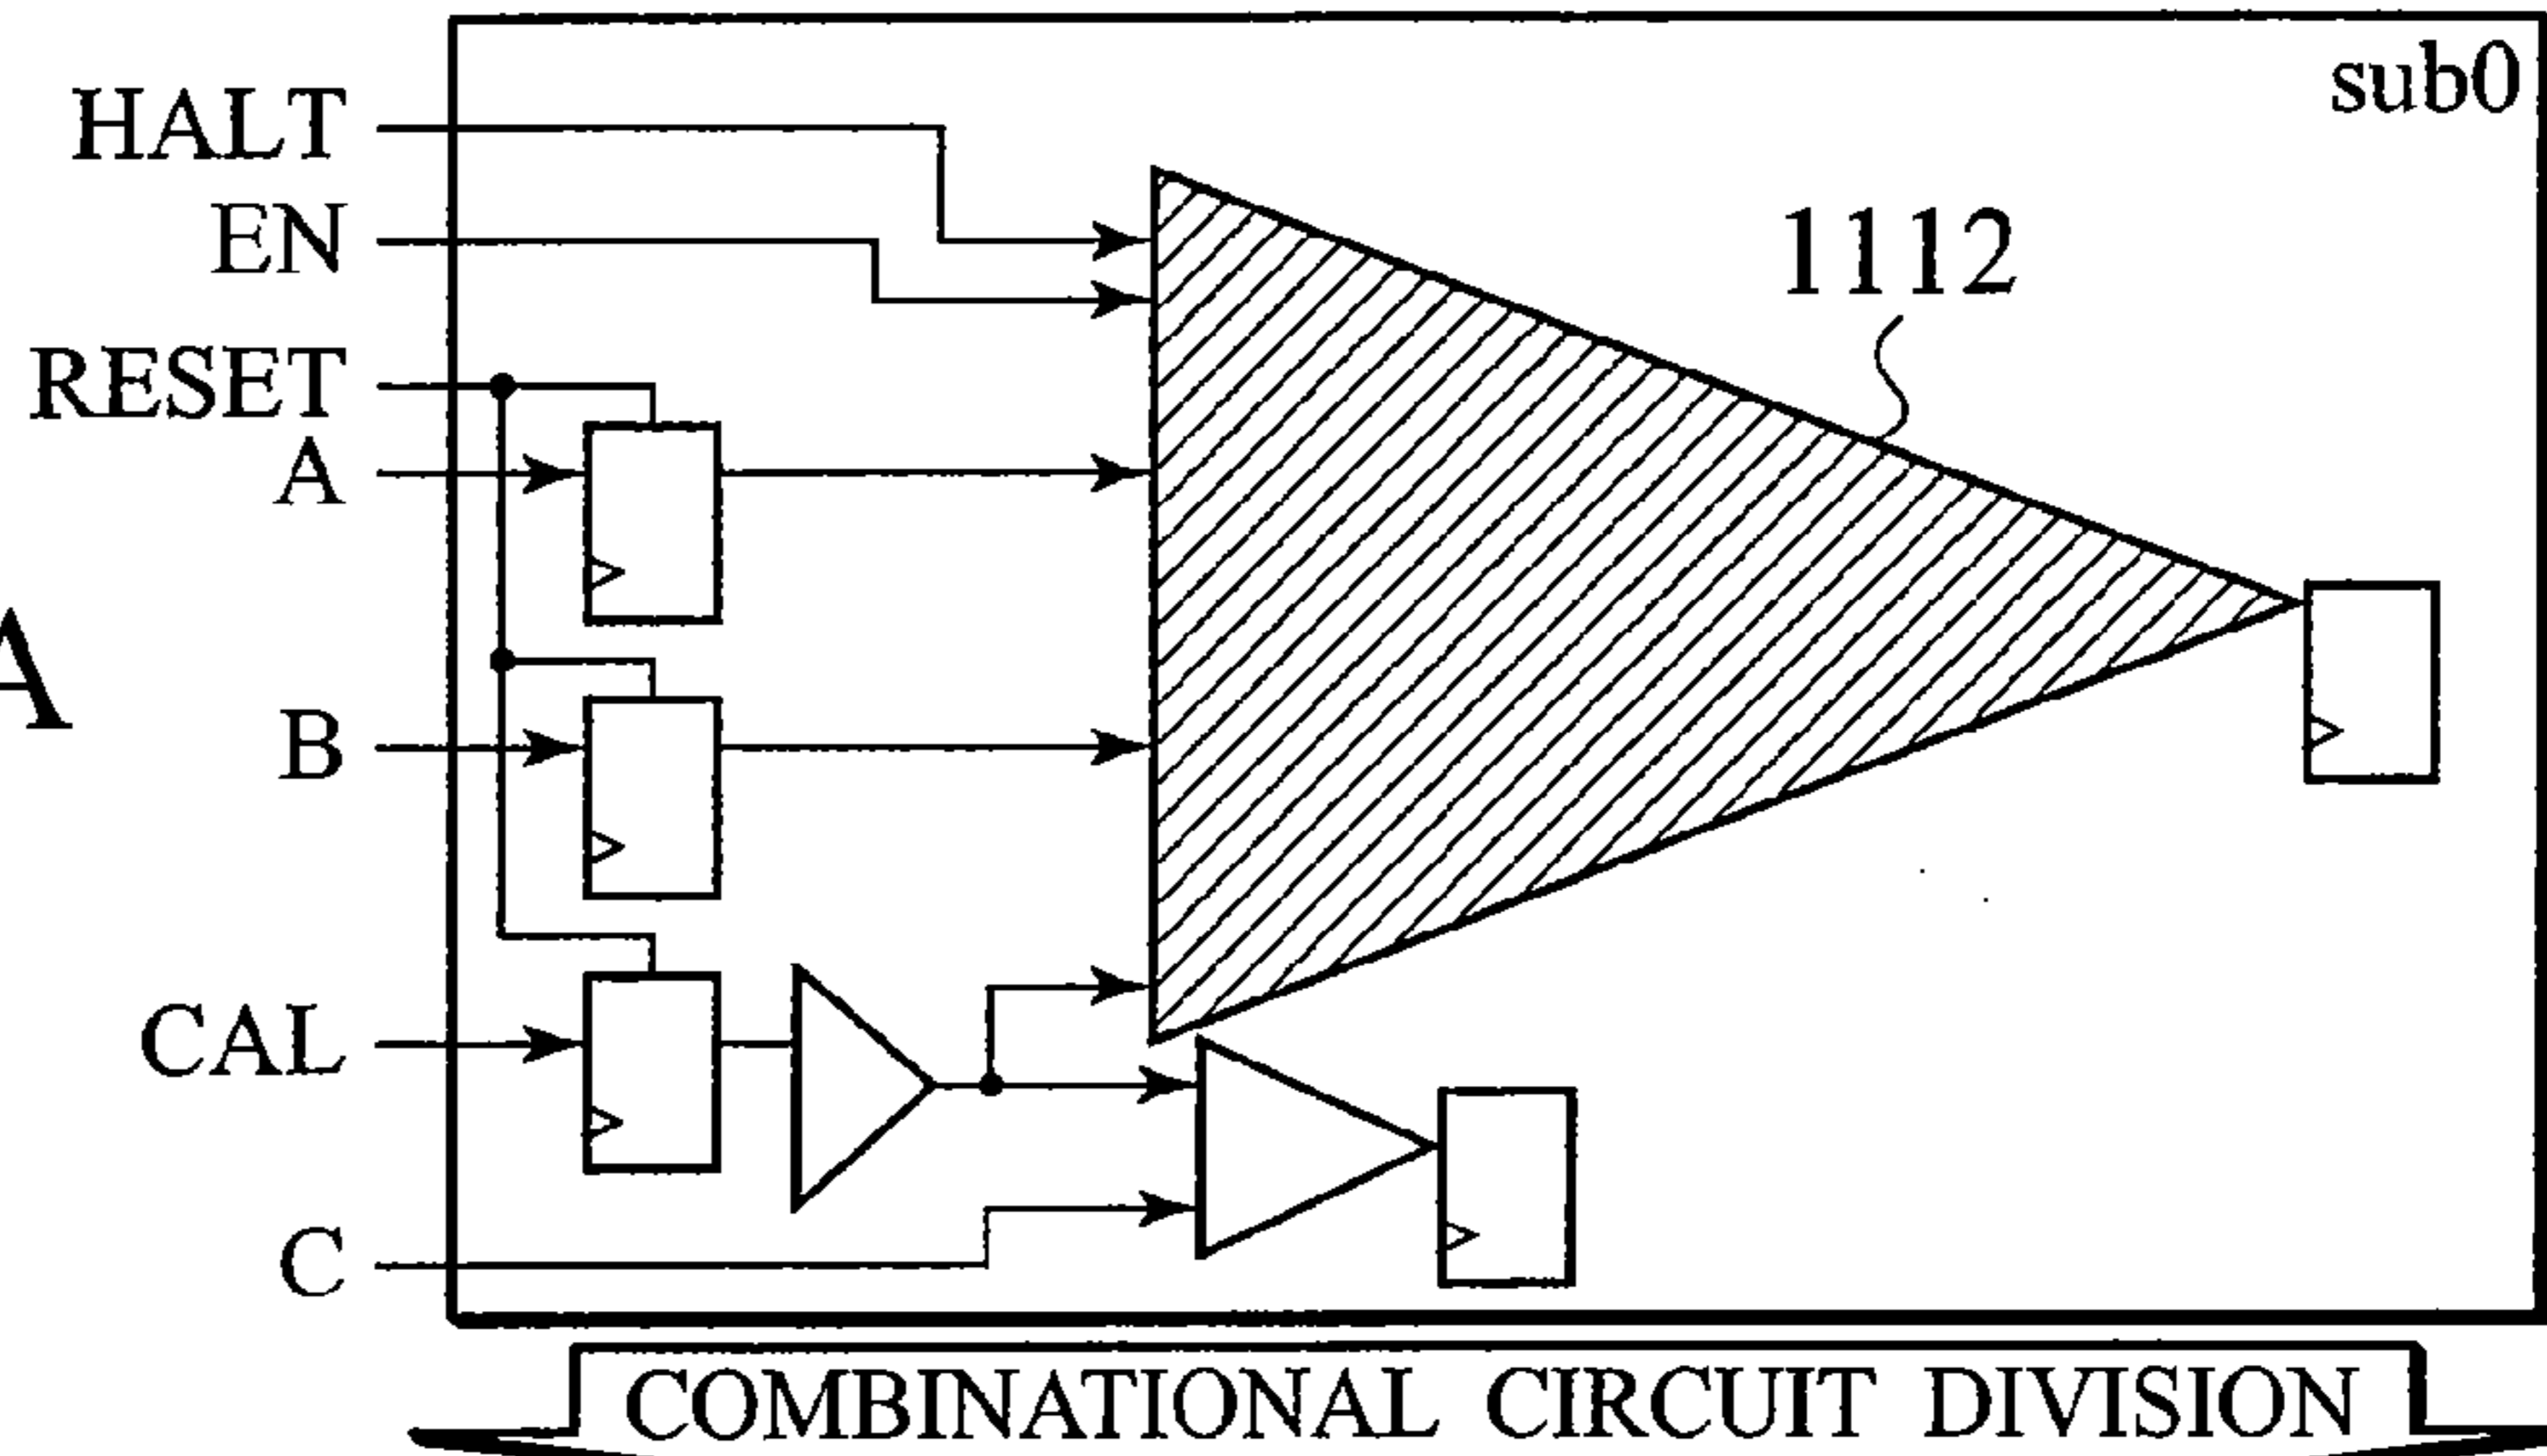 sub0
HALT
EN
1112
RESET
A
A
B
CAL
C
COMBINATIONAL CIRCUIT DIVISION